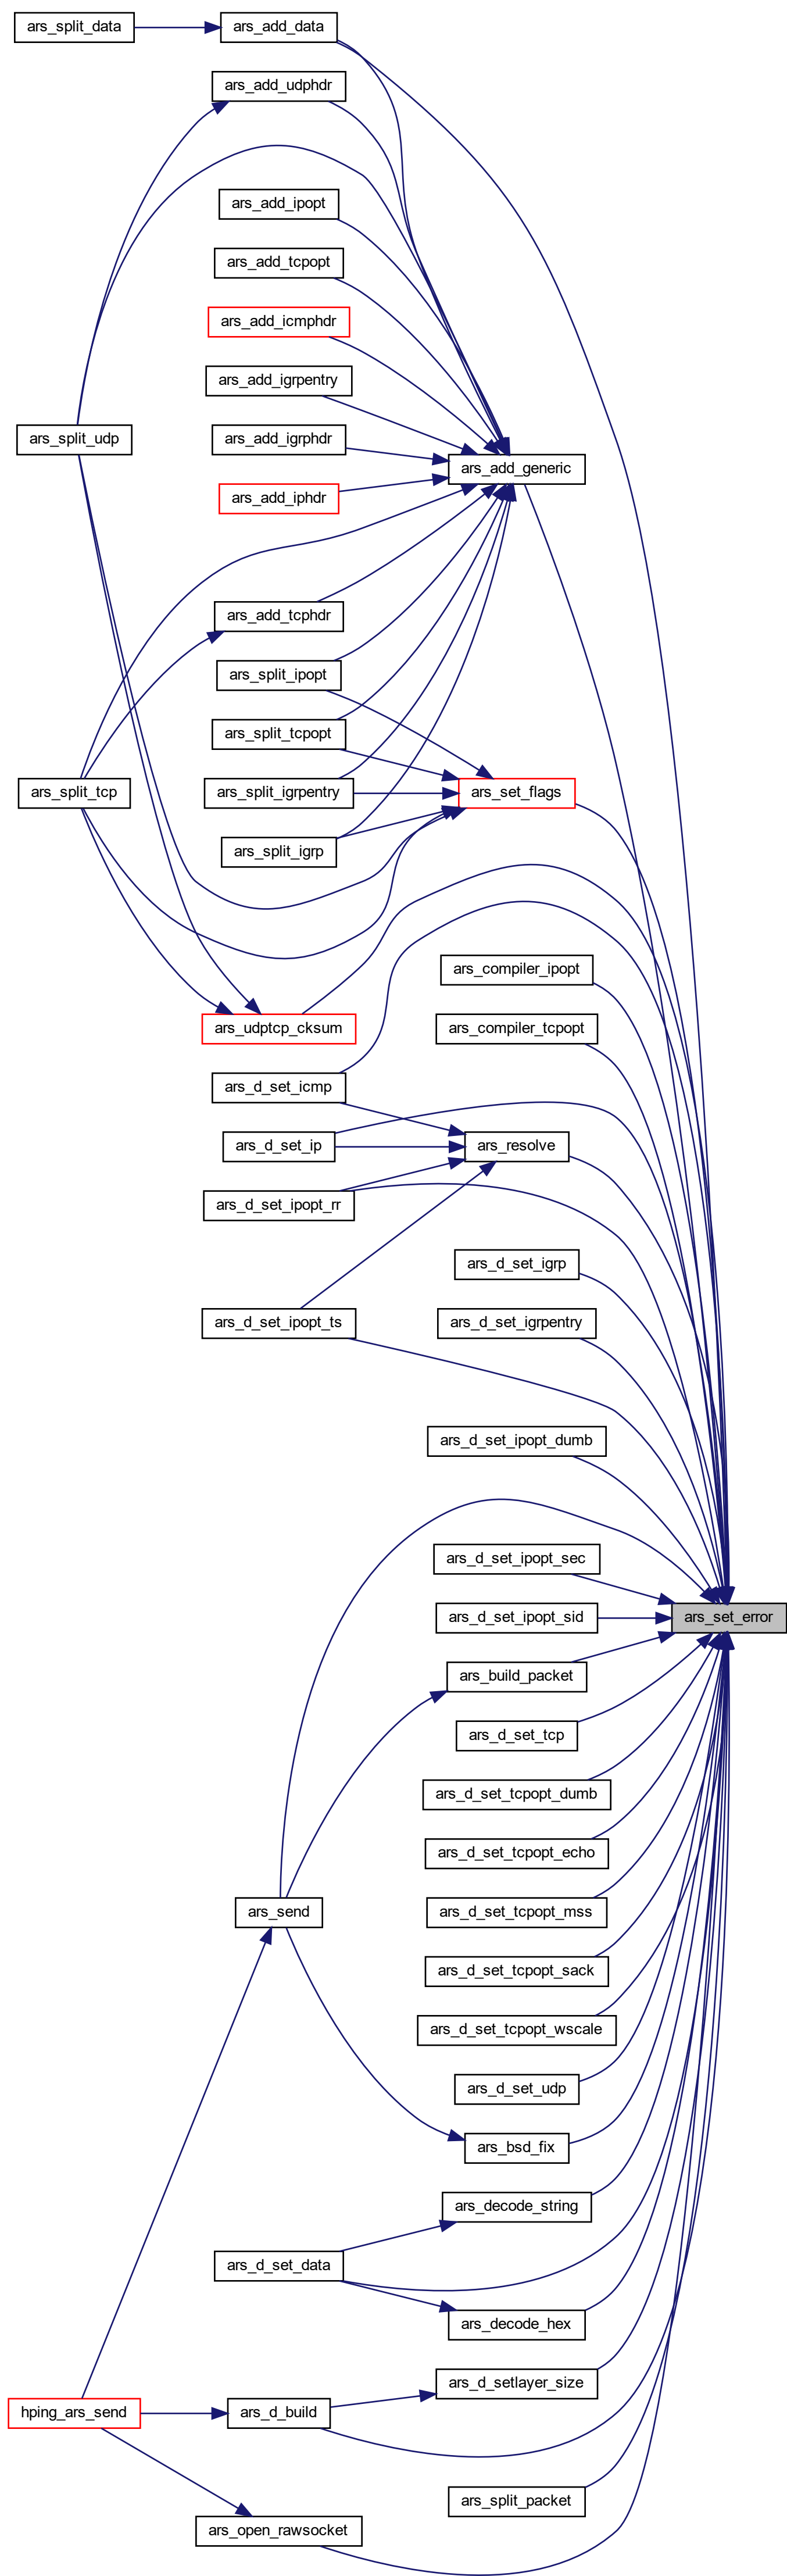 ars_split_data
ars_add_data
ars_add_udphdr
ars_add_ipopt
ars_add_tcpopt
ars_add_icmphdr
ars_add_igrpentry
ars_split_udp
ars_add_igrphdr
ars_add_generic
ars_add_iphdr
ars_add_tcphdr
ars_split_ipopt
ars_split_tcpopt
ars_split_tcp
ars_split_igrpentry
ars_set_flags
ars_split_igrp
ars_compiler_ipopt
ars_udptcp_cksum
ars_compiler_tcpopt
ars_d_set_icmp
ars_d_set_ip
ars_resolve
ars_d_set_ipopt_rr
ars_d_set_igrp
ars_d_set_ipopt_ts
ars_d_set_igrpentry
ars_d_set_ipopt_dumb
ars_d_set_ipopt_sec
ars_d_set_ipopt_sid
ars_set_error
ars_build_packet
ars_d_set_tcp
ars_d_set_tcpopt_dumb
ars_d_set_tcpopt_echo
ars_send
ars_d_set_tcpopt_mss
ars_d_set_tcpopt_sack
ars_d_set_tcpopt_wscale
ars_d_set_udp
ars_bsd_fix
ars_decode_string
ars_d_set_data
ars_decode_hex
ars_d_setlayer_size
hping_ars_send
ars_d_build
ars_split_packet
ars_open_rawsocket